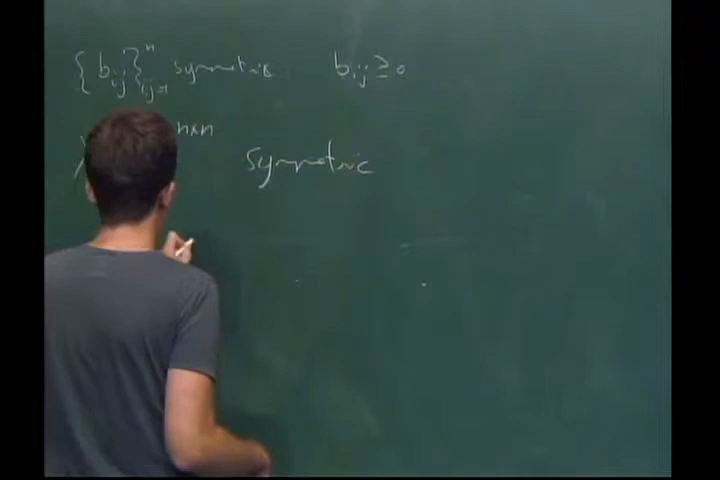 {b_ij}^n_{i,j=1} symmetric b_ij ≥ 0
n×n symmetric